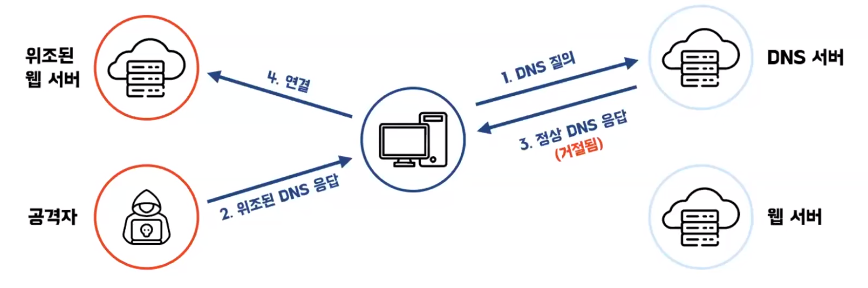 위조된
웹 서버
4. 연결
1. DNS 질의
DNS 서버
3. 정상 DNS 응답
(거절됨)
공격자
2. 위조된 DNS 응답
웹 서버